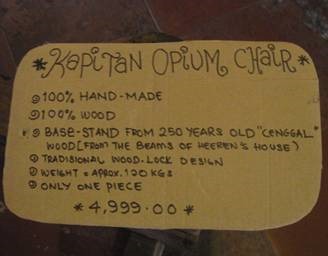 *KAPITAN OPIUM CHAIR*
100% HAND-MADE
100% WOOD
BASE-STAND FROM 250 YEARS OLD "CENGGAL"
WOOD [FROM THE BEAMS OF HEEREN'S HOUSE)
TRADISIONAL WOOD-LOCK DESIGN
WEIGHT = APROX. 120 KGS
ONLY ONE PIECE
* 4,999.00 *